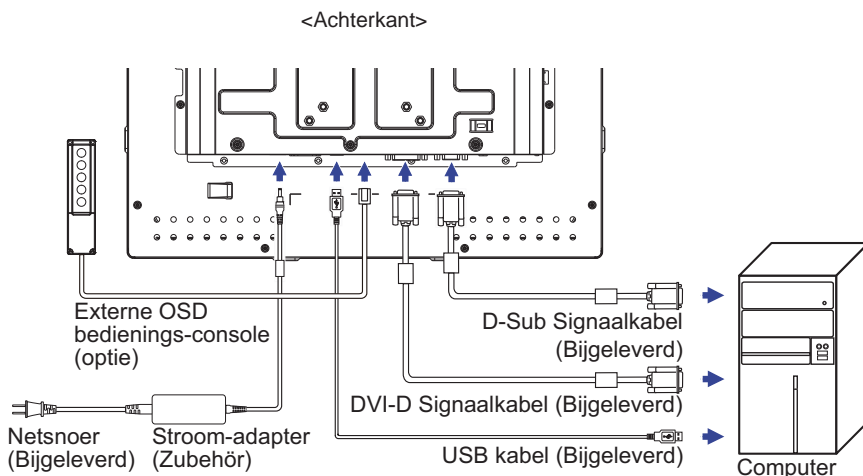 <Achterkant>
Externe OSD
bedienings-console
(optie)
D-Sub Signaalkabel
(Bijgeleverd)
DVI-D Signaalkabel (Bijgeleverd)
Netsnoer
(Bijgeleverd)
Stroom-adapter
(Zubehör)
USB kabel (Bijgeleverd)
Computer